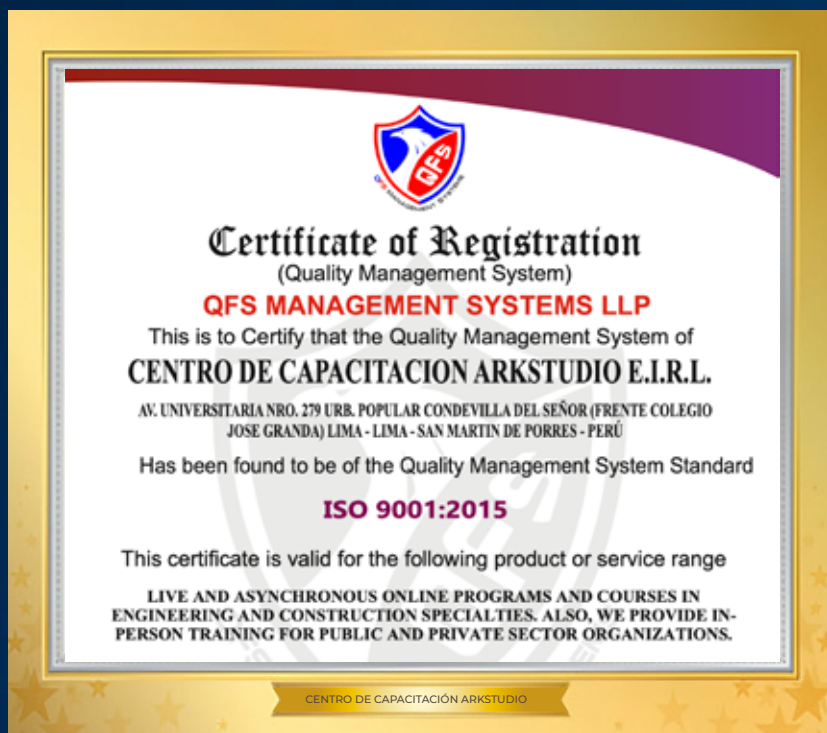 QFS
QFS MANAGEMENT SYSTEMS
Certificate of Registration
(Quality Management System)
QFS MANAGEMENT SYSTEMS LLP
This is to Certify that the Quality Management System of
CENTRO DE CAPACITACION ARKSTUDIO E.I.R.L.
AV. UNIVERSITARIA NRO. 279 URB. POPULAR CONDEVILLA DEL SEÑOR (FRENTE COLEGIO
JOSE GRANDA) LIMA - LIMA - SAN MARTIN DE PORRES - PERÚ
Has been found to be of the Quality Management System Standard
ISO 9001:2015
This certificate is valid for the following product or service range
LIVE AND ASYNCHRONOUS ONLINE PROGRAMS AND COURSES IN
ENGINEERING AND CONSTRUCTION SPECIALTIES. ALSO, WE PROVIDE IN-
PERSON TRAINING FOR PUBLIC AND PRIVATE SECTOR ORGANIZATIONS.
CENTRO DE CAPACITACIÓN ARKSTUDIO